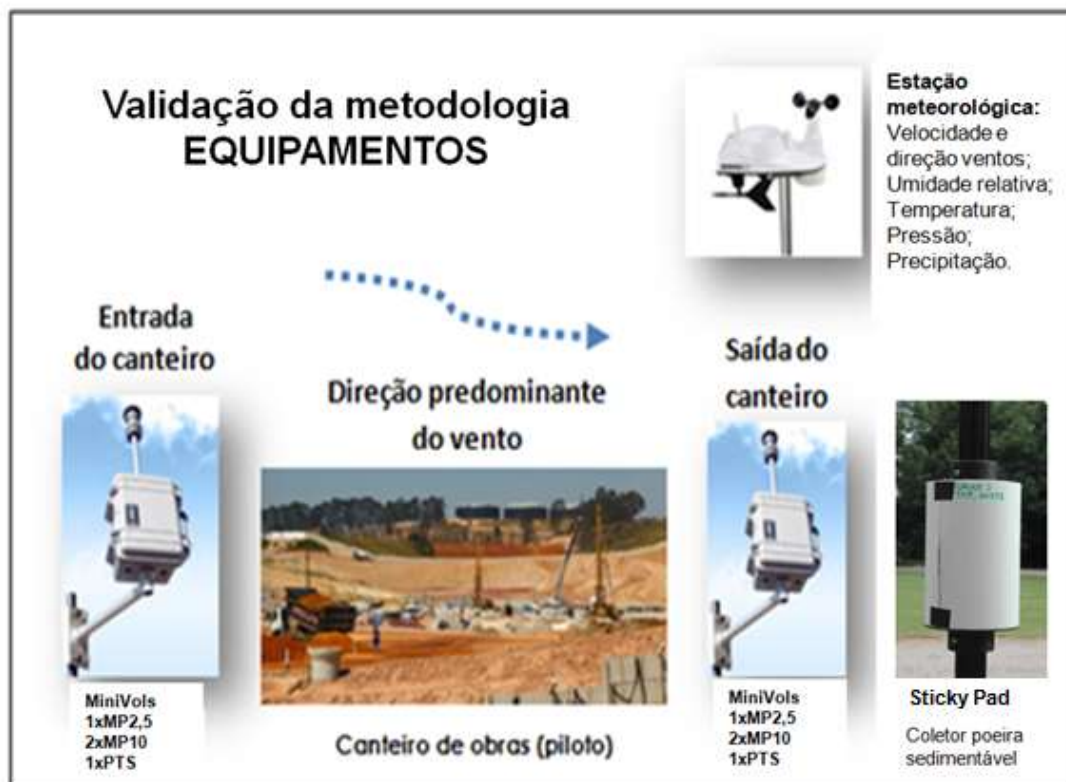 Validação da metodologia
EQUIPAMENTOS
Estação
meteorológica:
Velocidade e
direção ventos;
Umidade relativa;
Temperatura;
Pressão;
Precipitação.
Entrada
do canteiro
Direção predominante
do vento
Saída do
canteiro
MiniVols
1xMP2,5
2xMP10
1xPTS
Canteiro de obras (piloto)
MiniVols
1xMP2,5
2xMP10
1xPTS
Sticky Pad
Coletor poeira
sedimentável